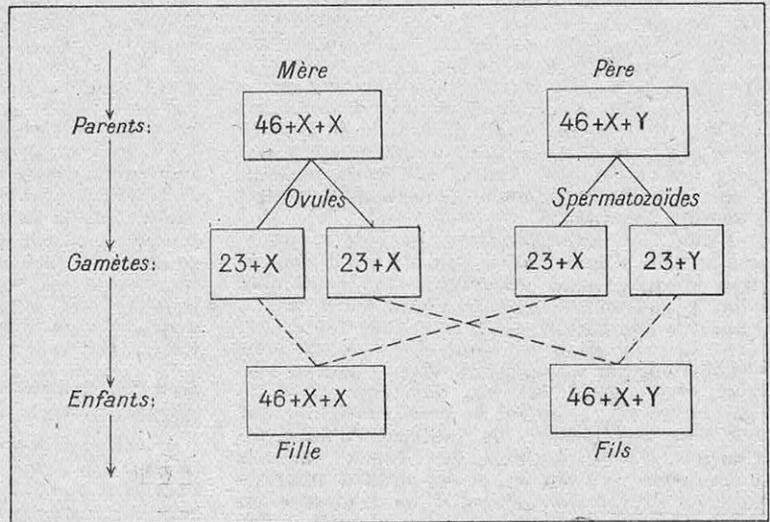 Mère Père
Parents: 46+X+X 46+X+Y
Ovules Spermatozoïdes
Gamètes: 23+X 23+X 23+X 23+Y
Enfants: 46+X+X 46+X+Y
Fille Fils